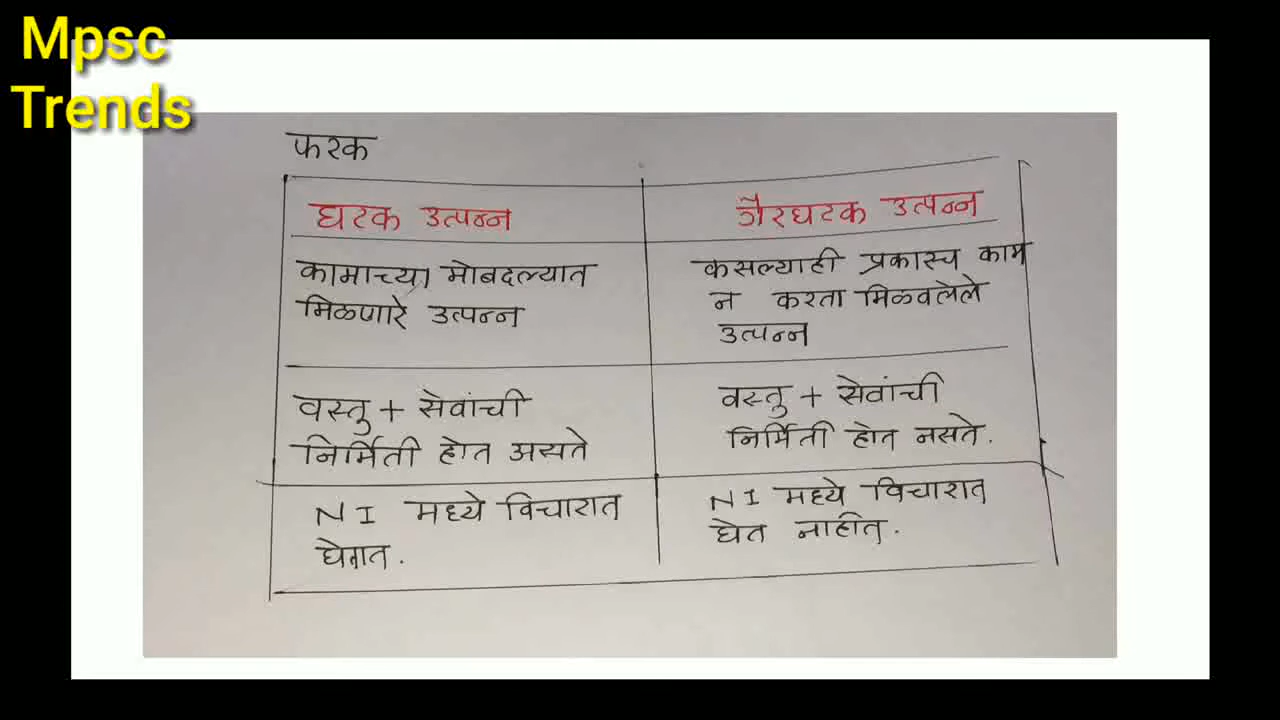 Mpsc
Trends
फरक
घटक उत्पन्न
गैरघटक उत्पन्न
कामाच्या मोबदल्यात
मिळणारे उत्पन्न
कसल्याही प्रकारच काम
न करता मिळवलेले
उत्पन्न
वस्तु + सेवांची
निर्मिती होत असते
वस्तु + सेवांची
निर्मिती होत नसते.
NI मध्ये विचारात
घेतात.
NI मध्ये विचारात
घेत नाहीत.